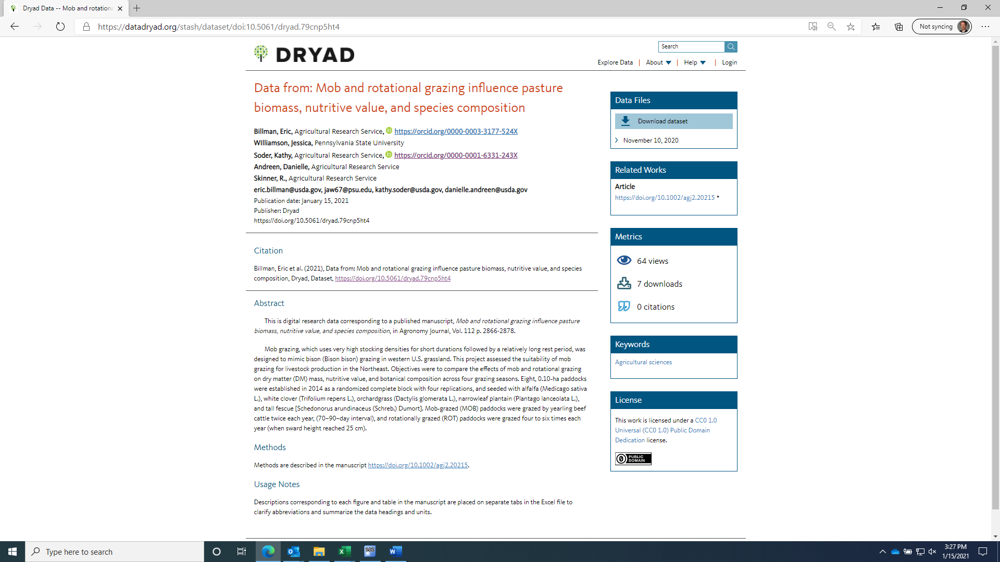 Dryad Data -- Mob and rotationa
https://datadryad.org/stash/dataset/doi:10.5061/dryad.79cnp5ht4
Not syncing
DRYAD
Search
Explore Data | About | Help | Login
Data from: Mob and rotational grazing influence pasture
biomass, nutritive value, and species composition
Billman, Eric, Agricultural Research Service, iD https://orcid.org/0000-0003-3177-524X
WIlliamson, Jessica, Pennsylvania State University
Soder, Kathy, Agricultural Research Service, iD https://orcid.org/0000-0001-6331-243X
Andreen, Danielle, Agricultural Research Service
Skinner, R., Agricultural Research Service
eric.billman@usda.gov, jaw67@psu.edu, kathy.soder@usda.gov, danielle.andreen@usda.gov
Publication date: January 15, 2021
Publisher: Dryad
https://doi.org/10.5061/dryad.79cnp5ht4
Citation
Billman, Eric et al. (2021), Data from: Mob and rotational grazing influence pasture biomass, nutritive value, and species
composition, Dryad, Dataset, https://doi.org/10.5061/dryad.79cnp5ht4
Abstract
This is digital research data corresponding to a published manuscript, Mob and rotational grazing influence pasture
biomass, nutritive value, and species composition, in Agronomy Journal, Vol. 112 p. 2866-2878.
Mob grazing, which uses very high stocking densities for short durations followed by a relatively long rest period, was
designed to mimic bison (Bison bison) grazing in western U.S. grassland. This project assessed the suitability of mob
grazing for livestock production in the Northeast. Objectives were to compare the effects of mob and rotational grazing
on dry matter (DM) mass, nutritive value, and botanical composition across four grazing seasons. Eight, 0.10-ha paddocks
were established in 2014 as a randomized complete block with four replications, and seeded with alfalfa (Medicago sativa
L.), white clover (Trifolium repens L.), orchardgrass (Dactylis glomerata L.), narrowleaf plantain (Plantago lanceolata L.),
and tall fescue [Schedonorus arundinaceus (Schreb.) Dumort]. Mob-grazed (MOB) paddocks were grazed by yearling beef
cattle twice each year, (70–90–day interval), and rotationally grazed (ROT) paddocks were grazed four to six times each
year (when sward height reached 25 cm).
Methods
Methods are described in the manuscript https://doi.org/10.1002/agj2.20215.
Usage Notes
Descriptions corresponding to each figure and table in the manuscript are placed on separate tabs in the Excel file to
clarify abbreviations and summarize the data headings and units.
Data Files
Download dataset
November 10, 2020
Related Works
Article
https://doi.org/10.1002/agj2.20215 *
Metrics
64 views
7 downloads
0 citations
Keywords
Agricultural sciences
License
This work is licensed under a CC0 1.0
Universal (CC0 1.0) Public Domain
Dedication license.
PUBLIC
DOMAIN
Type here to search
sas
3:27 PM
1/15/2021